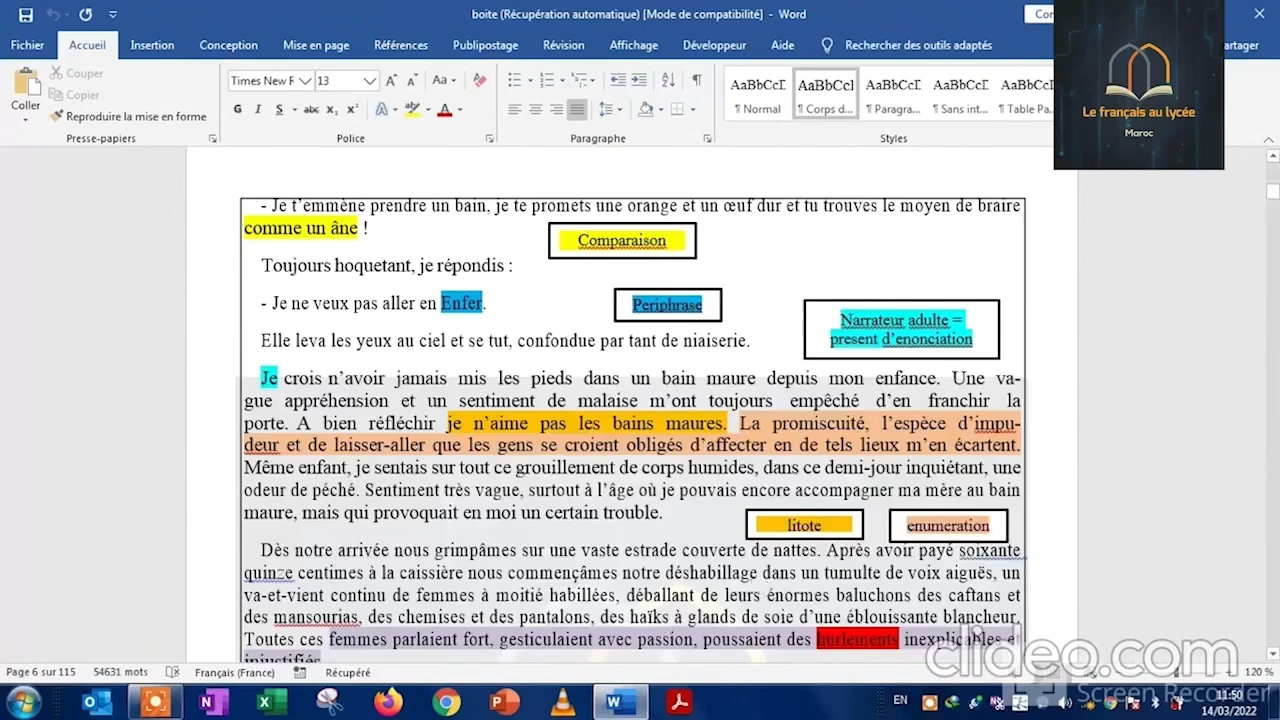 boite (Récupération automatique) [Mode de compatibilité] - Word
Fichier Accueil Insertion Conception Mise en page Références Publipostage Révision Affichage Développeur Aide Rechercher des outils adaptés
Le français au lycée
Maroc
Coller
Couper
Copier
Reproduire la mise en forme
Presse-papiers
Times New R 13
Police
Paragraphe
AaBbCcD AaBbCcI AaBbCcD AaBbCcD AaBbCcD
¶ Normal ¶ Corps d... ¶ Paragra... ¶ Sans int... ¶ Table Pa...
Styles
- Je t'emmène prendre un bain, je te promets une orange et un œuf dur et tu trouves le moyen de braire
comme un âne !
Comparaison
Toujours hoquetant, je répondis :
- Je ne veux pas aller en Enfer.
Periphrase
Narrateur adulte =
present d'enonciation
Elle leva les yeux au ciel et se tut, confondue par tant de niaiserie.
Je crois n'avoir jamais mis les pieds dans un bain maure depuis mon enfance. Une va-
gue appréhension et un sentiment de malaise m'ont toujours empêché d'en franchir la
porte. A bien réfléchir je n'aime pas les bains maures. La promiscuité, l'espèce d'impu-
deur et de laisser-aller que les gens se croient obligés d'affecter en de tels lieux m'en écartent.
Même enfant, je sentais sur tout ce grouillement de corps humides, dans ce demi-jour inquiétant, une
odeur de péché. Sentiment très vague, surtout à l'âge où je pouvais encore accompagner ma mère au bain
maure, mais qui provoquait en moi un certain trouble.
litote
enumeration
Dès notre arrivée nous grimpâmes sur une vaste estrade couverte de nattes. Après avoir payé soixante
quinze centimes à la caissière nous commençâmes notre déshabillage dans un tumulte de voix aiguës, un
va-et-vient continu de femmes à moitié habillées, déballant de leurs énormes baluchons des caftans et
des mansourias, des chemises et des pantalons, des haïks à glands de soie d'une éblouissante blancheur.
Toutes ces femmes parlaient fort, gesticulaient avec passion, poussaient des hurlements inexplicables et
injustifiés
clideo.com
Page 6 sur 115 54631 mots Français (France) Récupéré 120 %
Screen Recorder
EN
11:50
14/03/2022